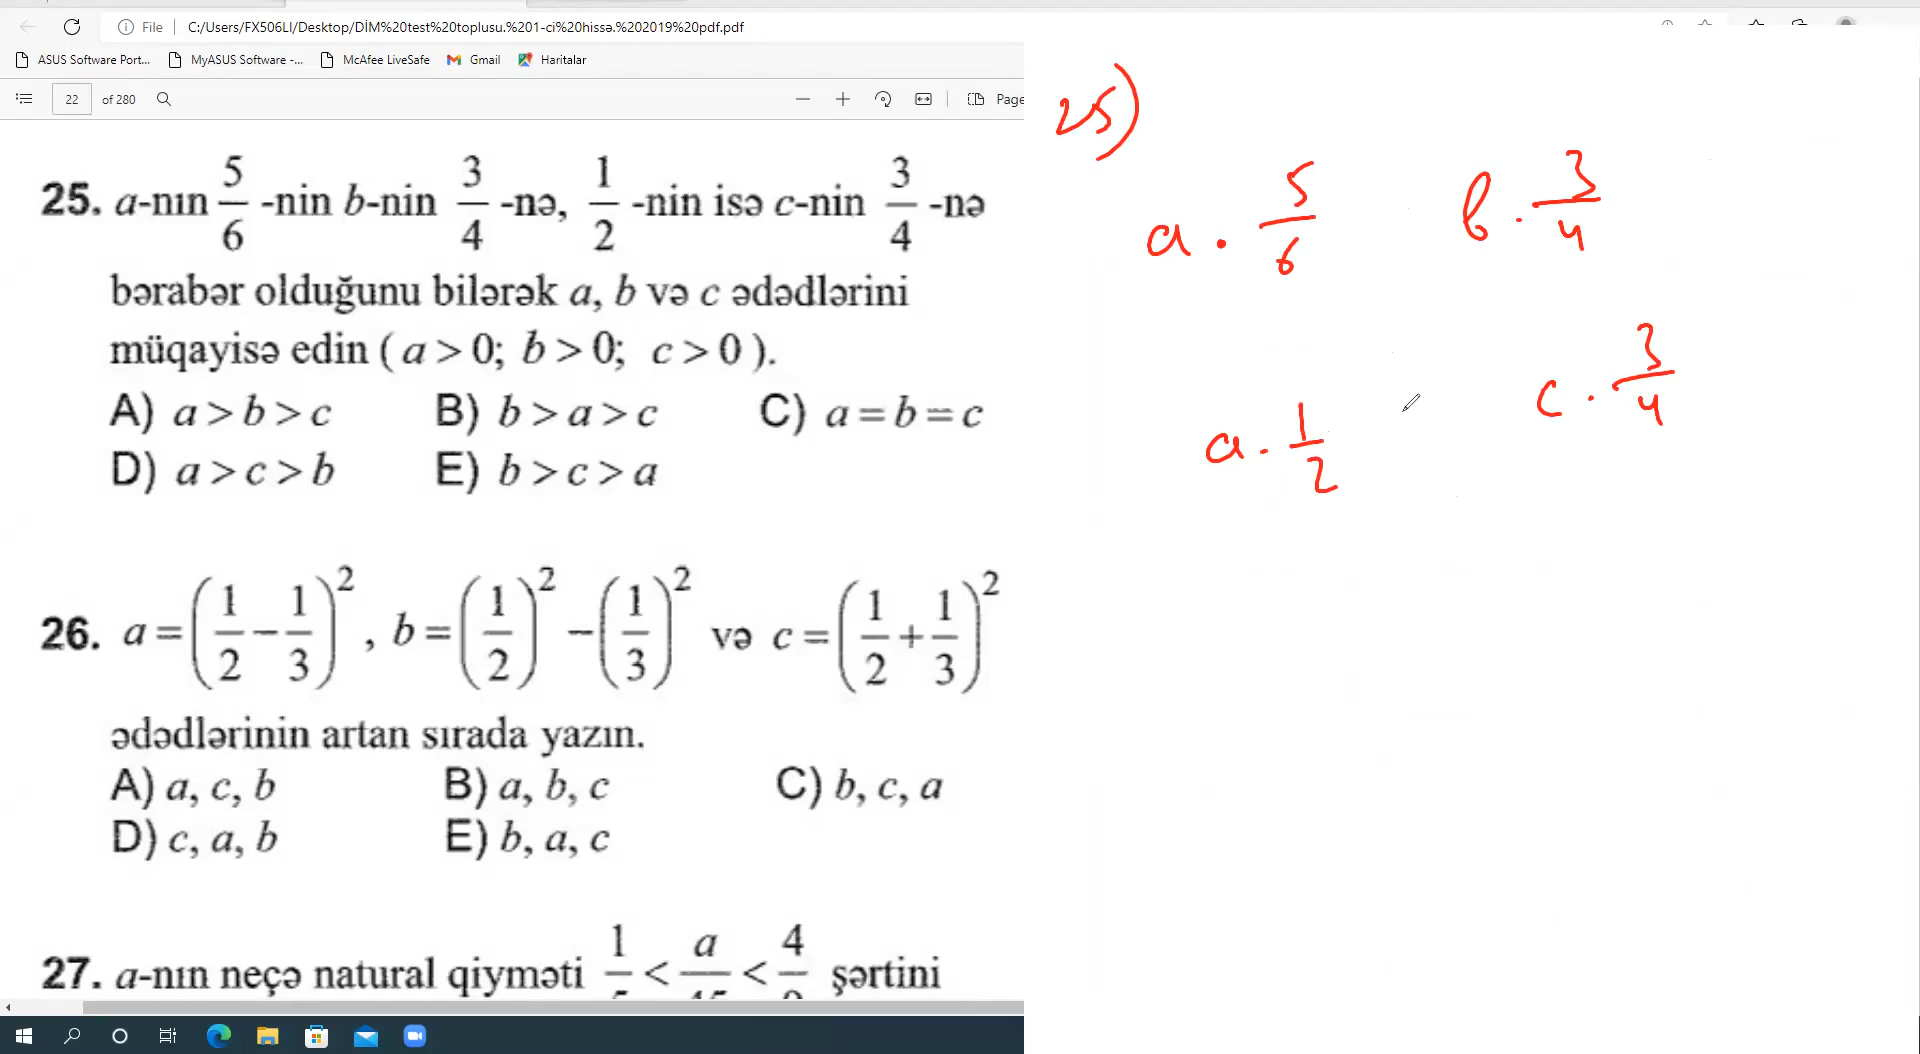 File C:/Users/FX506LI/Desktop/DİM%20test%20toplusu.%201-ci%20hissə.%202019%20pdf.pdf
ASUS Software Port... MyASUS Software -... McAfee LiveSafe Gmail Haritalar
22 of 280 Page
25. a-nın 5/6 -nin b-nin 3/4 -nə, 1/2 -nin isə c-nin 3/4 -nə
bərabər olduğunu bilərək a, b və c ədədlərini
müqayisə edin ( a > 0; b > 0; c > 0 ).
A) a > b > c B) b > a > c C) a = b = c
D) a > c > b E) b > c > a
26. a = (1/2 − 1/3)², b = (1/2)² − (1/3)² və c = (1/2 + 1/3)²
ədədlərinin artan sırada yazın.
A) a, c, b B) a, b, c C) b, c, a
D) c, a, b E) b, a, c
27. a-nın neçə natural qiyməti 1/5 < a/45 < 4/9 şərtini
25)
a · 5/6 b · 3/4
a · 1/2 c · 3/4